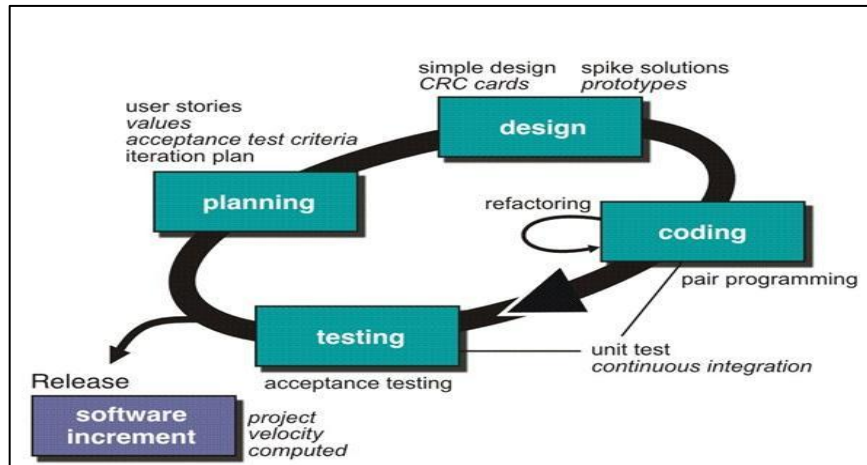 simple design
CRC cards
spike solutions
prototypes
design
user stories
values
acceptance test criteria
iteration plan
planning
refactoring
coding
pair programming
testing
acceptance testing
unit test
continuous integration
Release
software
increment
project
velocity
computed